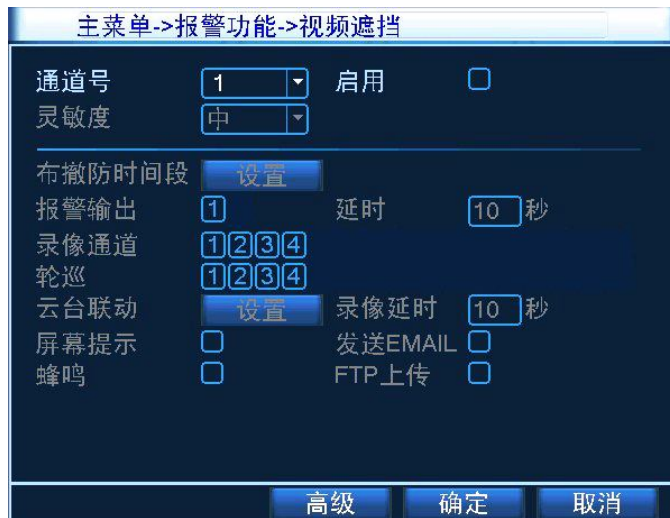 主菜单->报警功能->视频遮挡
通道号 1 启用
灵敏度 中
布撤防时间段 设置
报警输出 1 延时 10 秒
录像通道 1 2 3 4
轮巡 1 2 3 4
云台联动 设置 录像延时 10 秒
屏幕提示 发送EMAIL
蜂鸣 FTP上传
高级 确定 取消